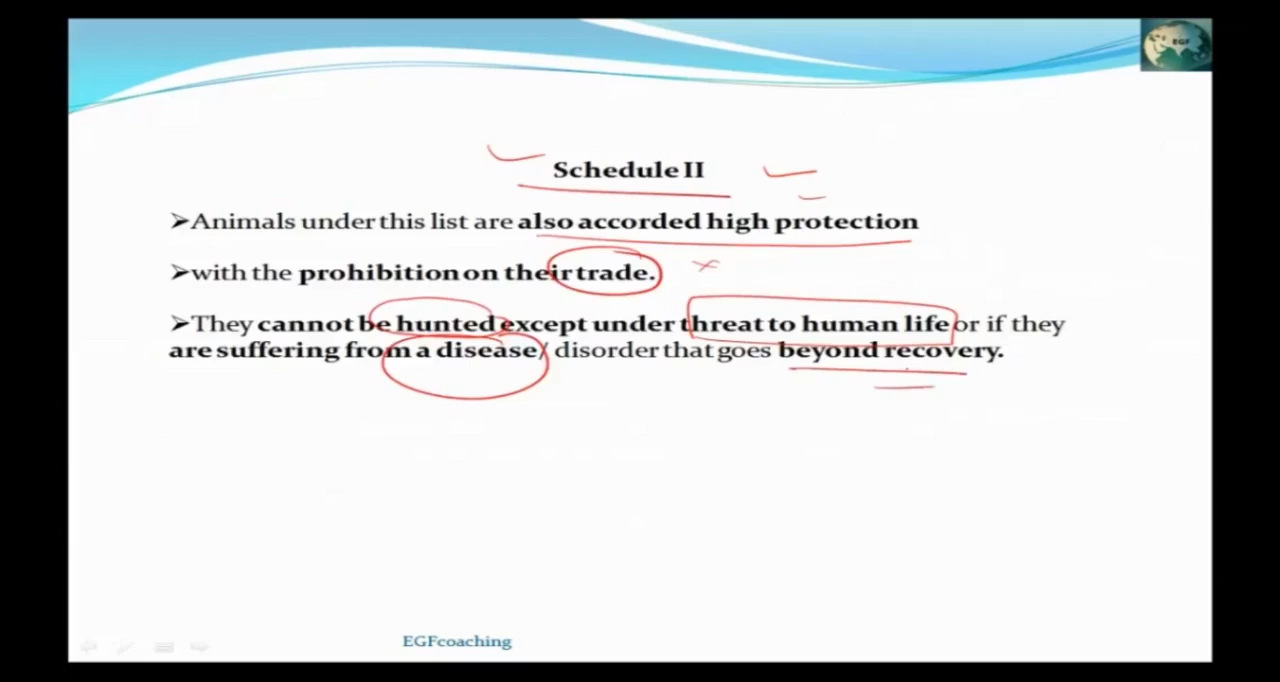 EGF
Schedule II
➢Animals under this list are also accorded high protection
➢with the prohibition on their trade.
➢They cannot be hunted except under threat to human life or if they
are suffering from a disease/ disorder that goes beyond recovery.
EGFcoaching